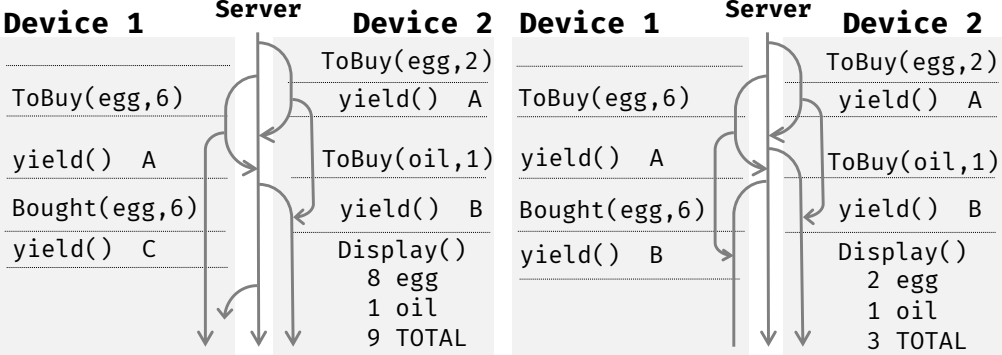 Server
Device 1
Device 2
ToBuy(egg,2)
ToBuy(egg,6)
yield() A
yield() A
ToBuy(oil,1)
Bought(egg,6)
yield() B
yield() C
Display()
8 egg
1 oil
9 TOTAL
Server
Device 1
Device 2
ToBuy(egg,2)
ToBuy(egg,6)
yield() A
yield() A
ToBuy(oil,1)
Bought(egg,6)
yield() B
yield() B
Display()
2 egg
1 oil
3 TOTAL